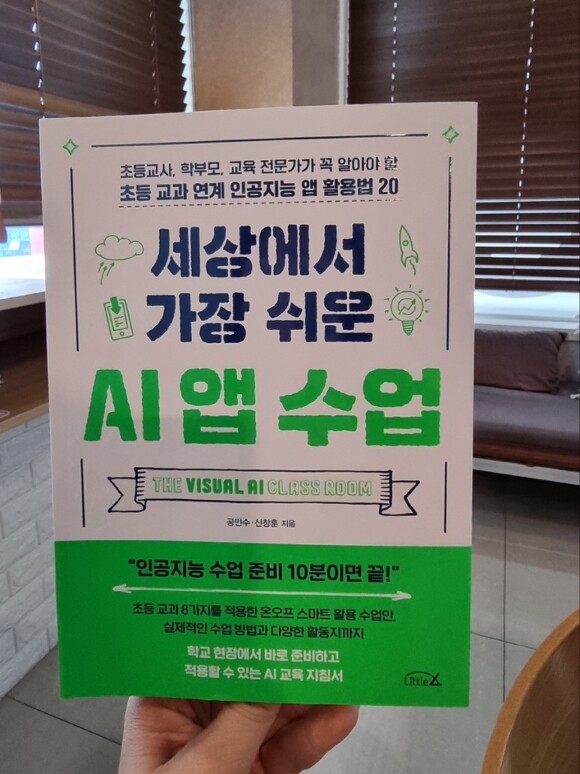 초등교사, 학부모, 교육 전문가가 꼭 알아야 할
초등 교과 연계 인공지능 앱 활용법 20
세상에서
가장 쉬운
AI 앱 수업
THE VISUAL AI CLASS ROOM
공민수·신창훈 지음
"인공지능 수업 준비 10분이면 끝!"
초등 교과 8가지를 적용한 온오프 스마트 활용 수업안,
실제적인 수업 방법과 다양한 활동지까지
학교 현장에서 바로 준비하고
적용할 수 있는 AI 교육 지침서
Little A